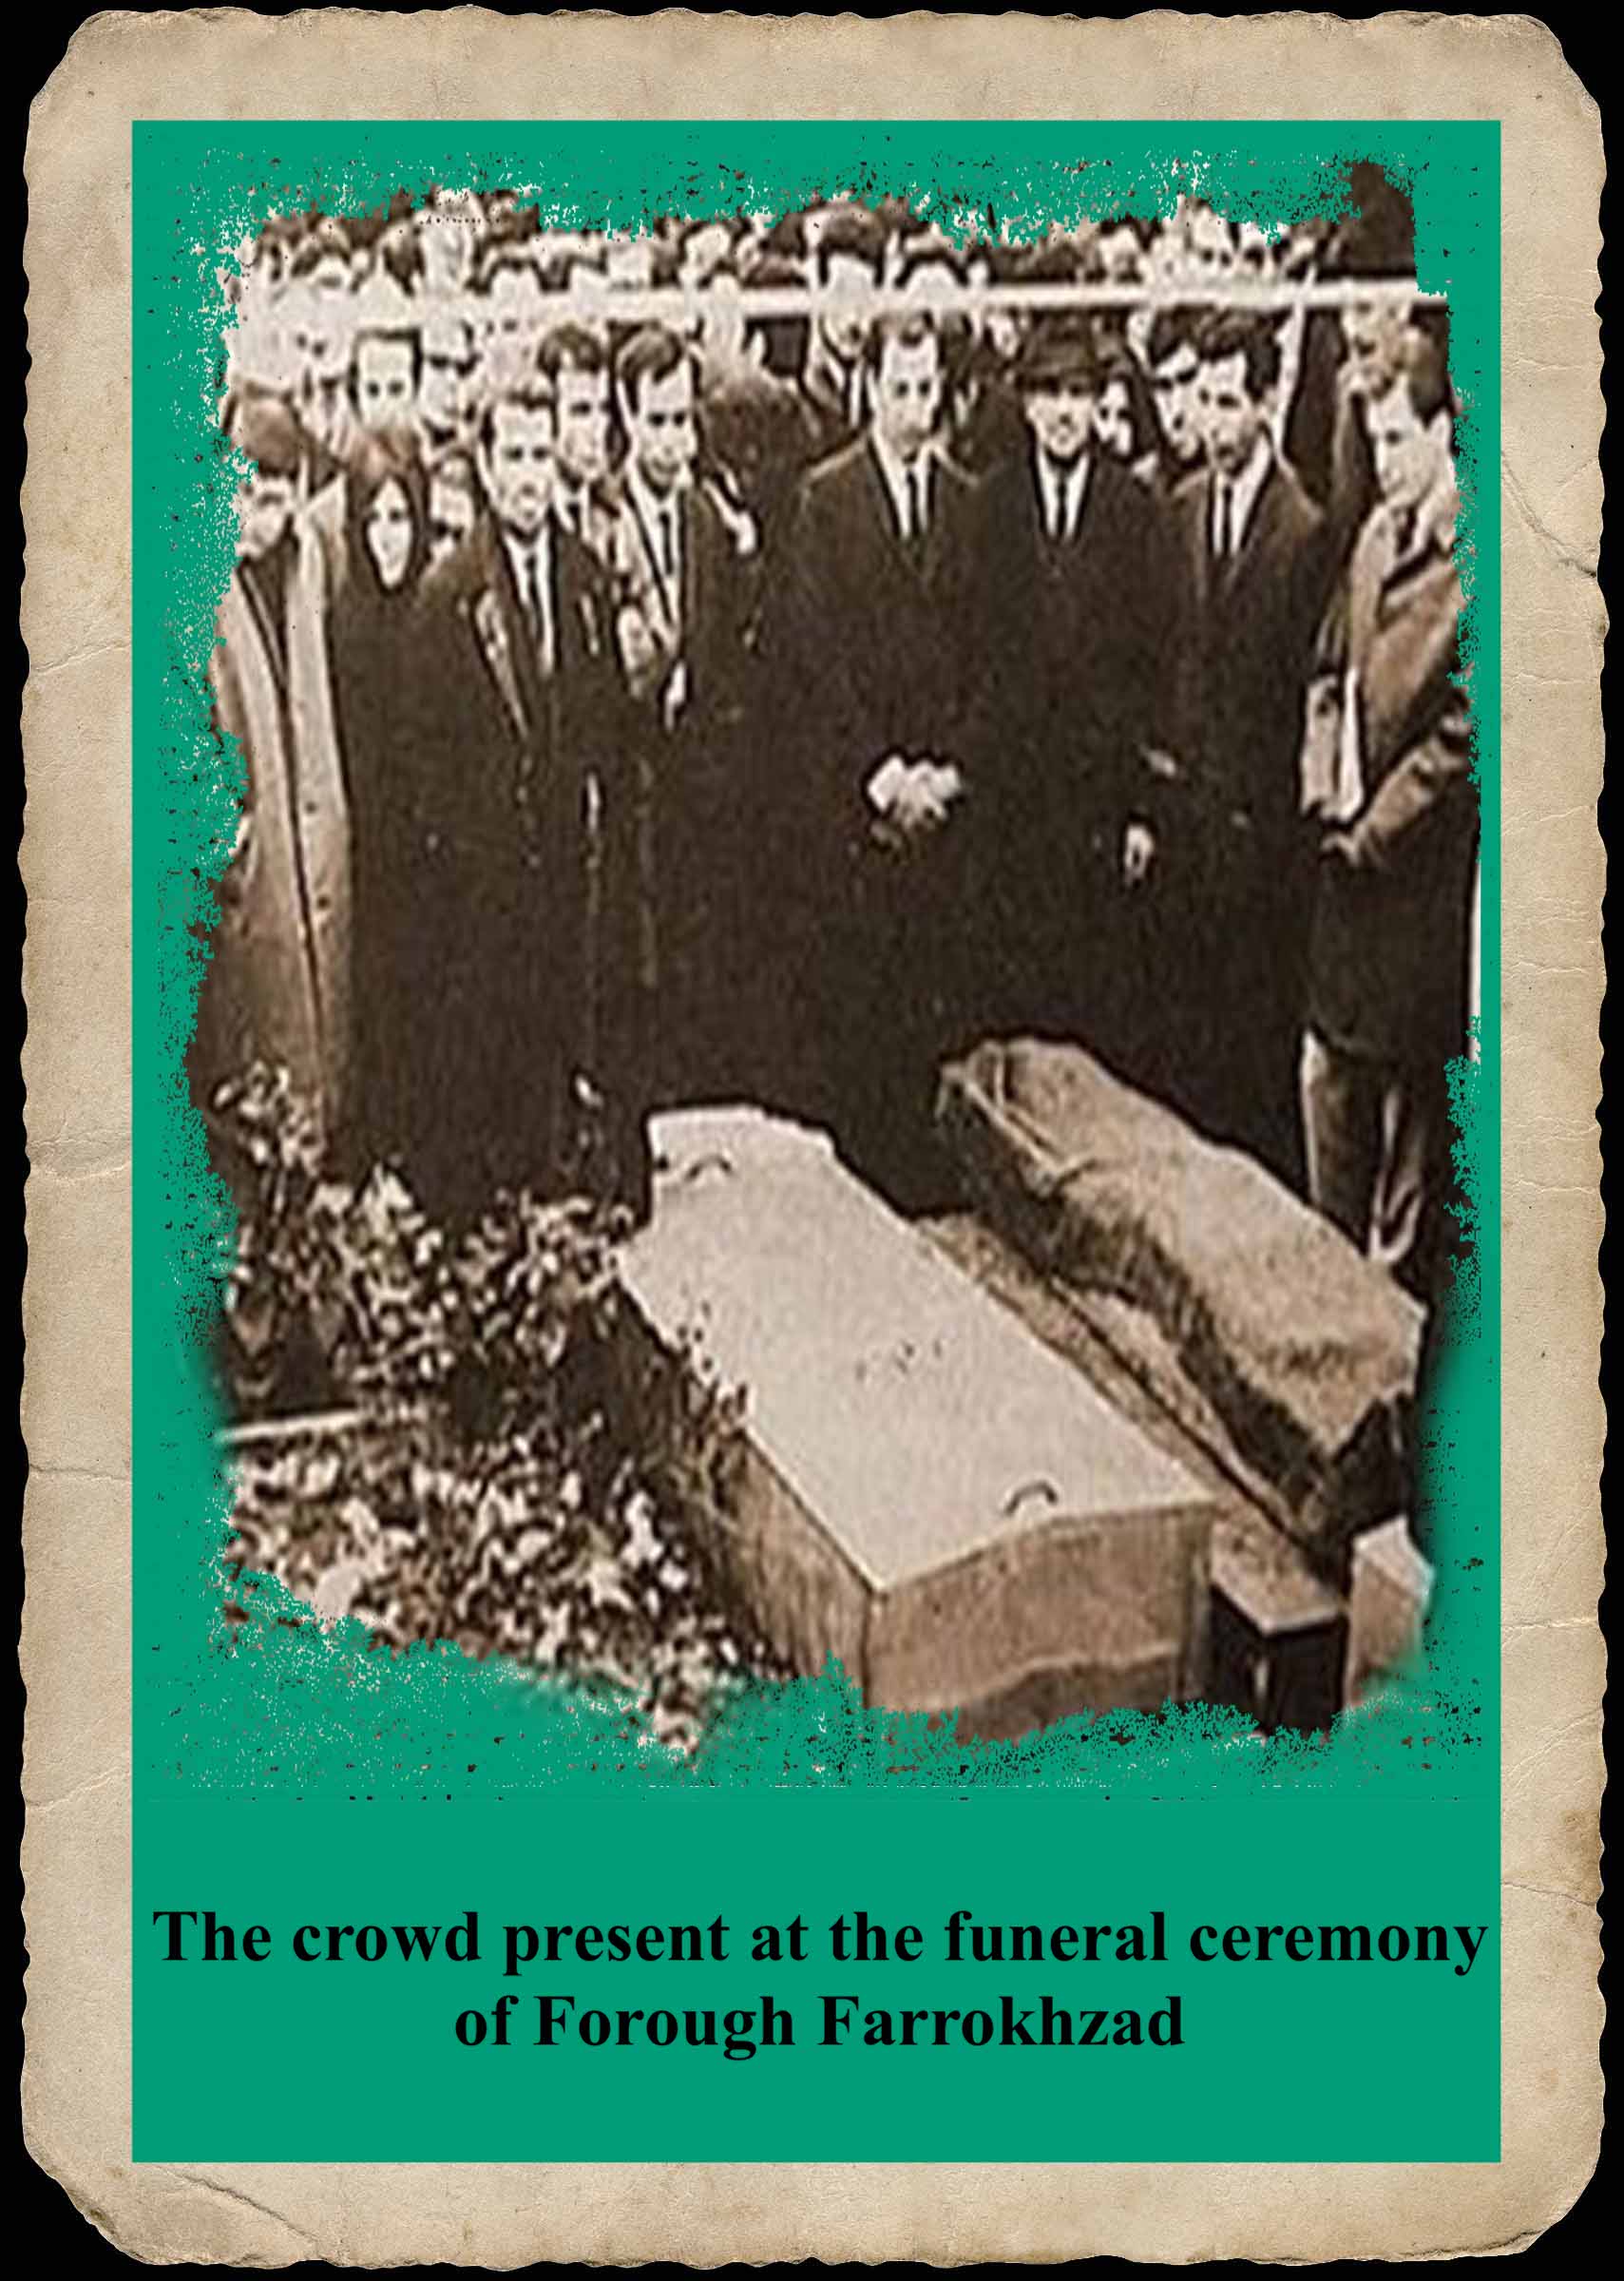 The crowd present at the funeral ceremony
of Forough Farrokhzad